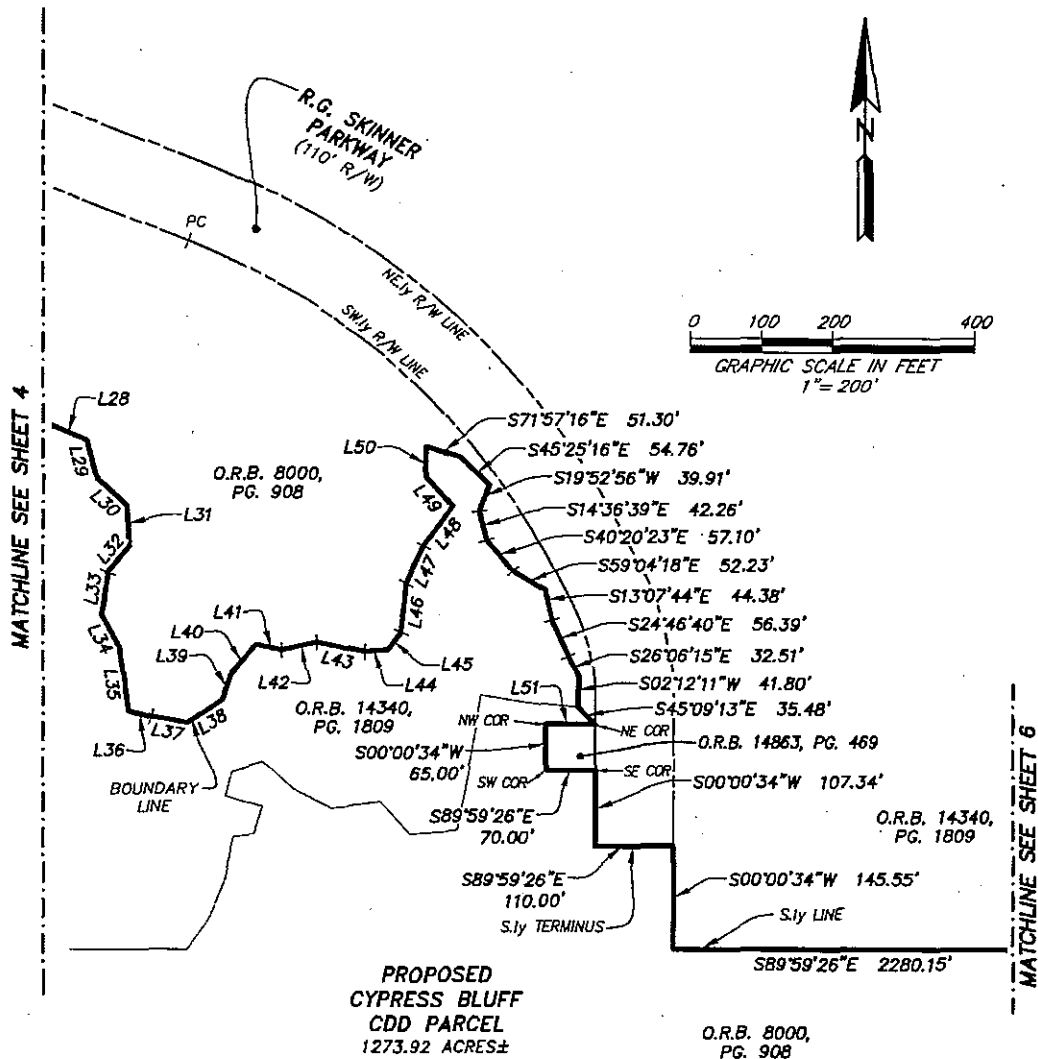 R.G. SKINNER
PARKWAY
(110' R/W)
N
PC
NE.ly R/W LINE
SW.ly R/W LINE
0 100 200 400
GRAPHIC SCALE IN FEET
1"= 200'
MATCHLINE SEE SHEET 4
L28
L29
L30
L31
L32
L33
L34
L35
L36
L37
L38
L39
L40
L41
L42
L43
L44
L45
L46
L47
L48
L49
L50
O.R.B. 8000,
PG. 908
S71°57'16"E 51.30'
S45°25'16"E 54.76'
S19°52'56"W 39.91'
S14°36'39"E 42.26'
S40°20'23"E 57.10'
S59°04'18"E 52.23'
S13°07'44"E 44.38'
S24°46'40"E 56.39'
S26°06'15"E 32.51'
S02°12'11"W 41.80'
S45°09'13"E 35.48'
L51
NW COR
NE COR
O.R.B. 14340,
PG. 1809
S00°00'34"W
65.00'
O.R.B. 14863, PG. 469
SW COR
SE COR
S00°00'34"W 107.34'
BOUNDARY
LINE
S89°59'26"E
70.00'
O.R.B. 14340,
PG. 1809
S89°59'26"E
110.00'
S.ly TERMINUS
S00°00'34"W 145.55'
S.ly LINE
S89°59'26"E 2280.15'
MATCHLINE SEE SHEET 6
PROPOSED
CYPRESS BLUFF
CDD PARCEL
1273.92 ACRES±
O.R.B. 8000,
PG. 908